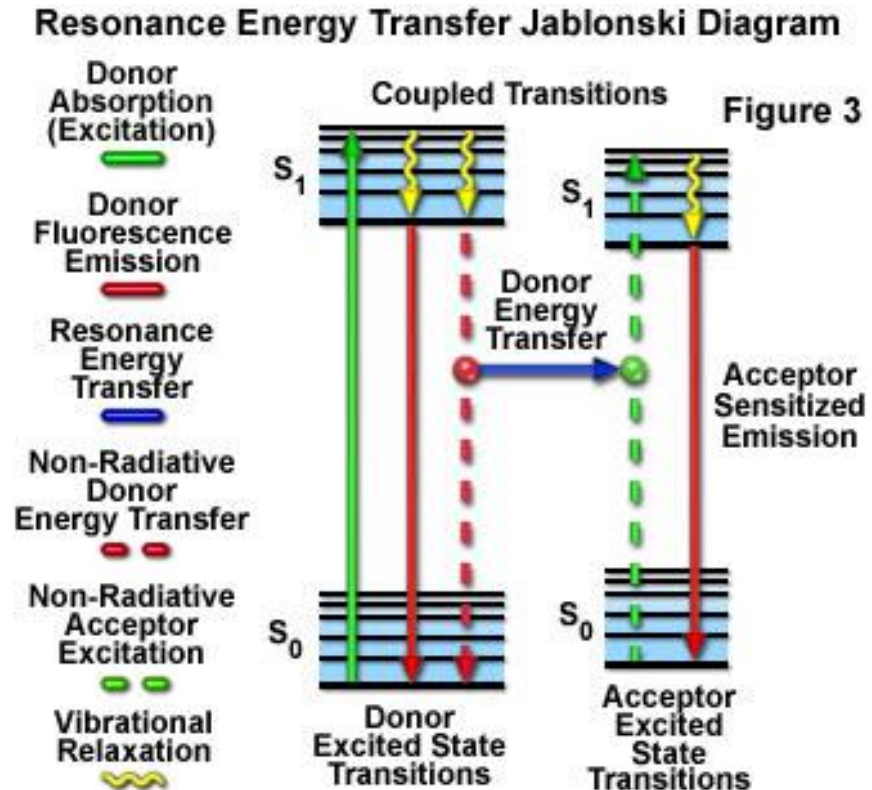 Resonance Energy Transfer Jablonski Diagram
Donor
Absorption
(Excitation)
Donor
Fluorescence
Emission
Resonance
Energy
Transfer
Non-Radiative
Donor
Energy Transfer
Non-Radiative
Acceptor
Excitation
Vibrational
Relaxation
Coupled Transitions
Figure 3
S1
S1
Donor
Energy
Transfer
Acceptor
Sensitized
Emission
S0
S0
Donor
Excited State
Transitions
Acceptor
Excited
State
Transitions